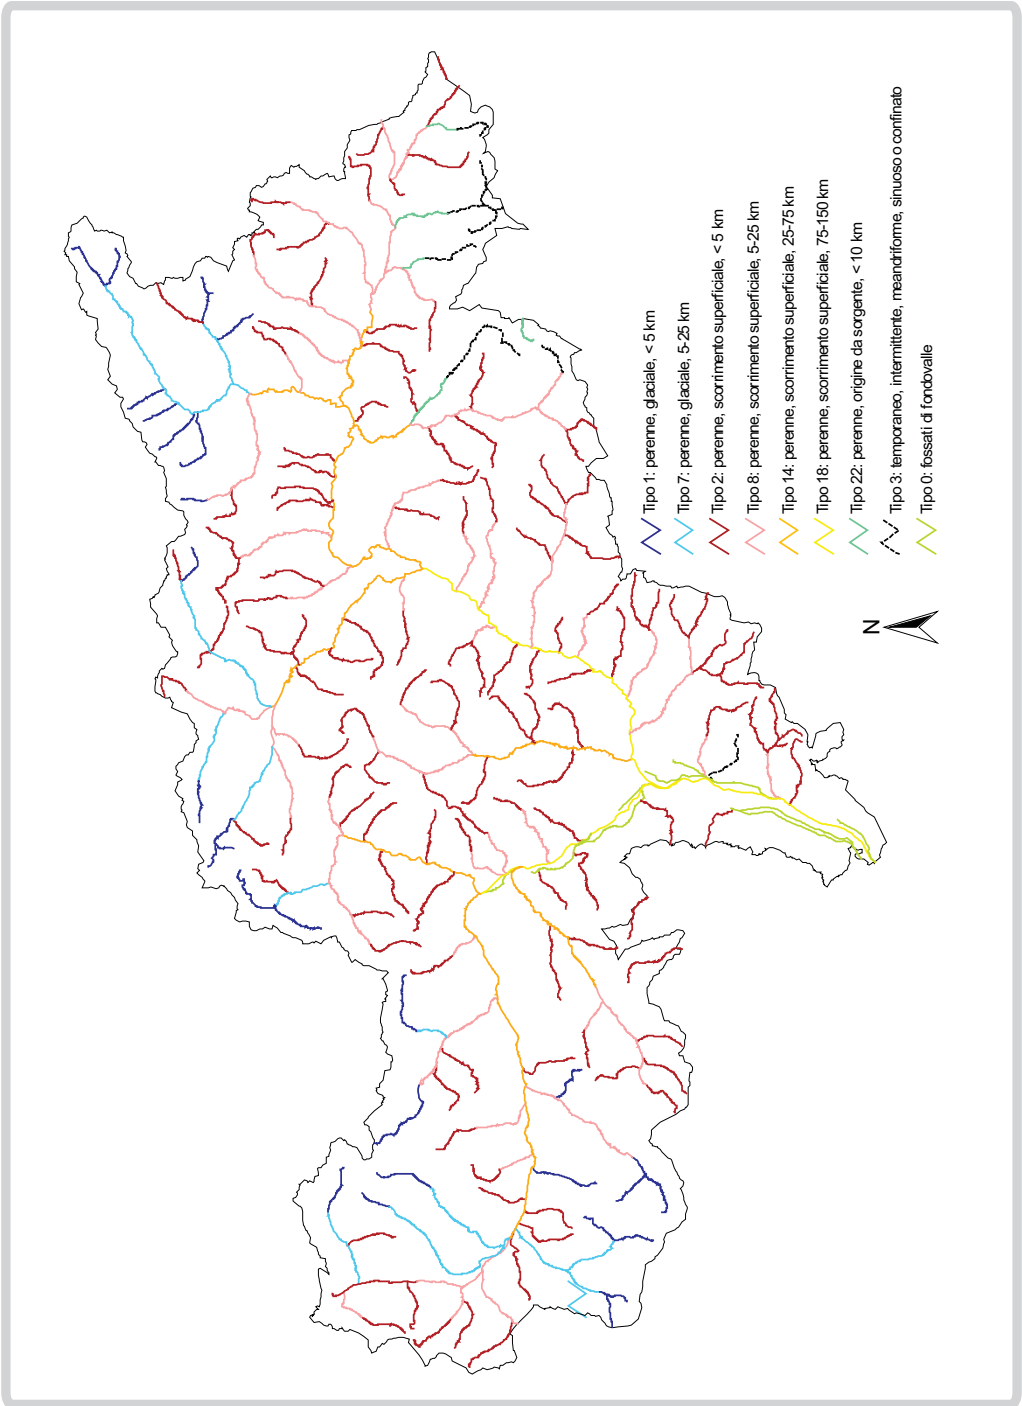 Tipo 1: perenne, glaciale, < 5 km
Tipo 7: perenne, glaciale, 5-25 km
Tipo 2: perenne, scorrimento superficiale, < 5 km
Tipo 8: perenne, scorrimento superficiale, 5-25 km
Tipo 14: perenne, scorrimento superficiale, 25-75 km
Tipo 18: perenne, scorrimento superficiale, 75-150 km
Tipo 22: perenne, origine da sorgente, < 10 km
Tipo 3: temporaneo, intermittente, meandriforme, sinuoso o confinato
Tipo 0: fossati di fondovalle
N